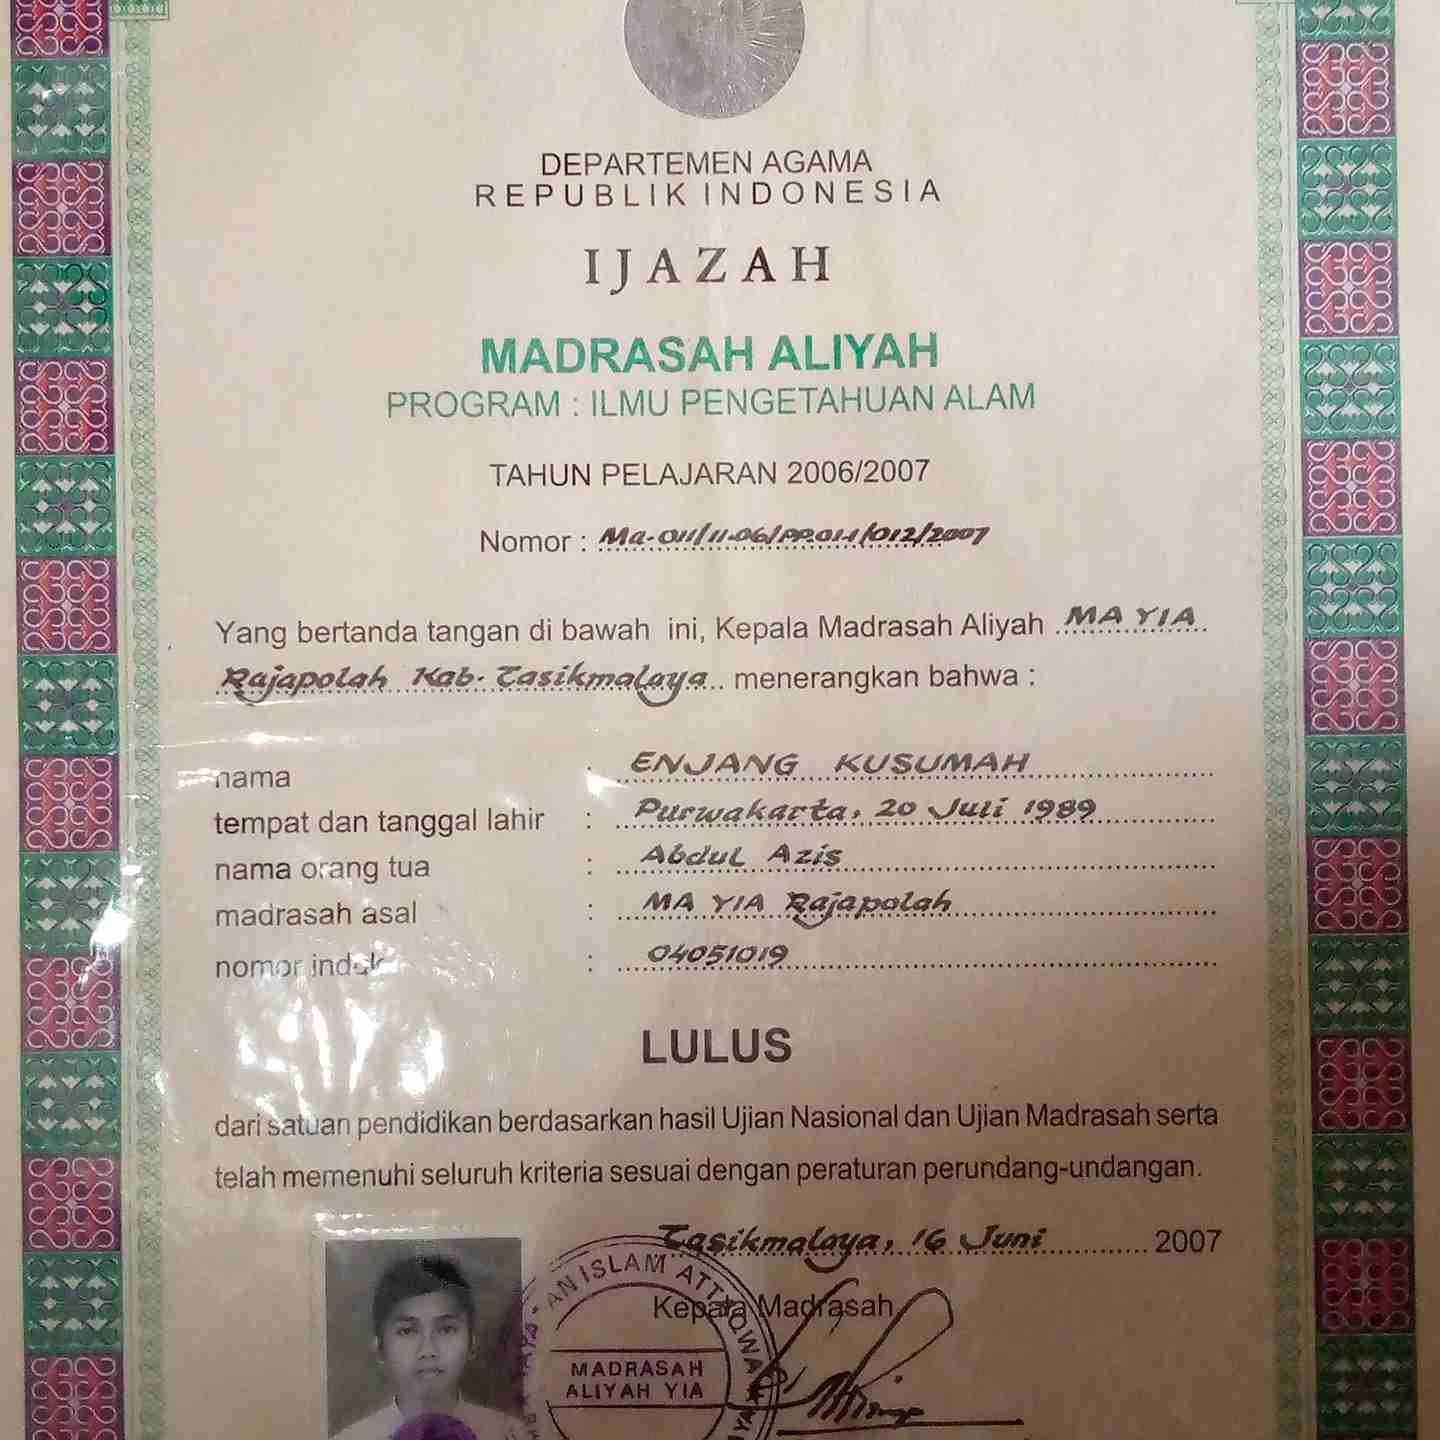 DEPARTEMEN AGAMA
REPUBLIK INDONESIA
IJAZAH
MADRASAH ALIYAH
PROGRAM : ILMU PENGETAHUAN ALAM
TAHUN PELAJARAN 2006/2007
Nomor : Ma-011/11-06/PP.01.1/012/2007
Yang bertanda tangan di bawah ini, Kepala Madrasah Aliyah MA YIA
Rajapolah Kab. Tasikmalaya menerangkan bahwa :
nama : ENJANG KUSUMAH
tempat dan tanggal lahir : Purwakarta, 20 Juli 1989
nama orang tua : Abdul Azis
madrasah asal : MA YIA Rajapolah
nomor induk : 04051019
LULUS
dari satuan pendidikan berdasarkan hasil Ujian Nasional dan Ujian Madrasah serta
telah memenuhi seluruh kriteria sesuai dengan peraturan perundang-undangan.
Tasikmalaya, 16 Juni 2007
Kepala Madrasah
ISLAM
MADRASAH
ALIYAH YIA